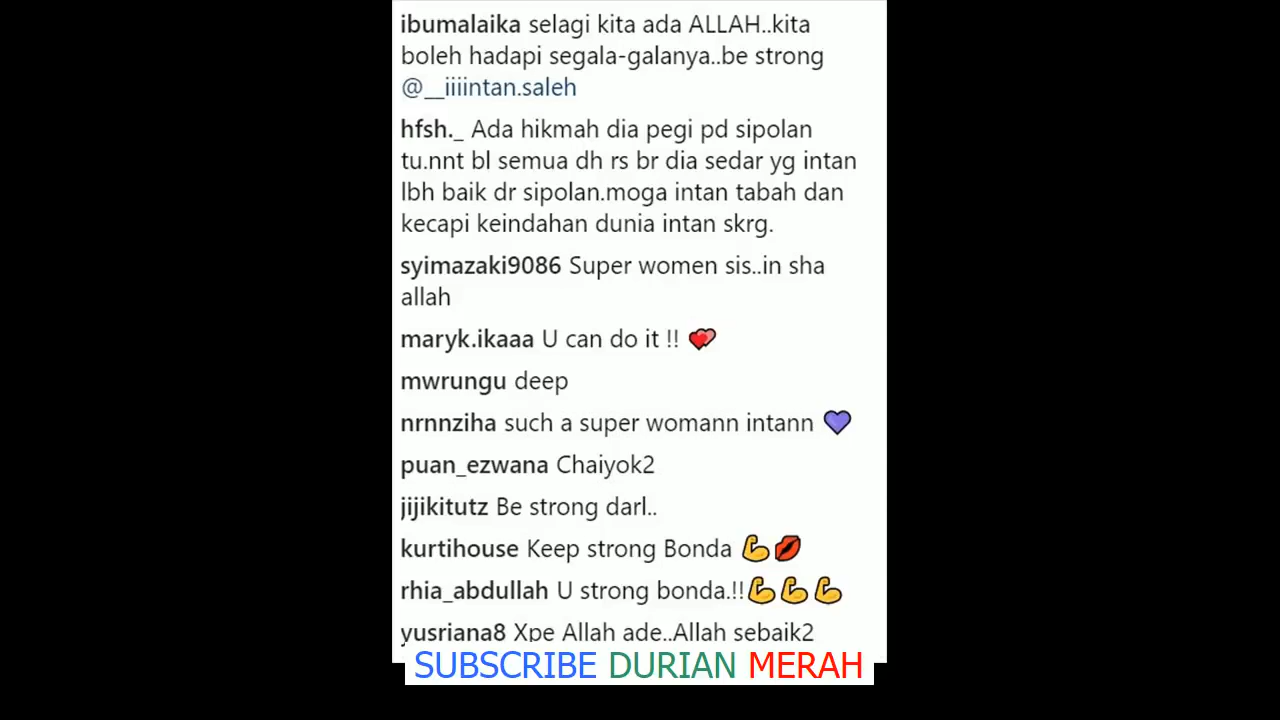 ibumalaika selagi kita ada ALLAH..kita
boleh hadapi segala-galanya..be strong
@__iiiintan.saleh
hfsh._ Ada hikmah dia pegi pd sipolan
tu.nnt bl semua dh rs br dia sedar yg intan
lbh baik dr sipolan.moga intan tabah dan
kecapi keindahan dunia intan skrg.
syimazaki9086 Super women sis..in sha
allah
maryk.ikaaa U can do it !! 💕
mwrungu deep
nrnnziha such a super womann intann 💜
puan_ezwana Chaiyok2
jijikitutz Be strong darl..
kurtihouse Keep strong Bonda 💪💋
rhia_abdullah U strong bonda.!!💪💪💪
yusriana8 Xpe Allah ade..Allah sebaik2
SUBSCRIBE DURIAN MERAH